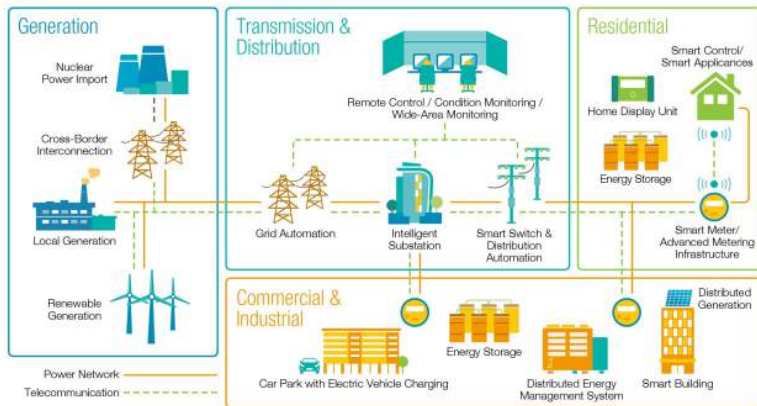 Generation
Nuclear
Power Import
Cross-Border
Interconnection
Local Generation
Renewable
Generation
Power Network
Telecommunication
Transmission &
Distribution
Remote Control / Condition Monitoring /
Wide-Area Monitoring
Grid Automation
Intelligent
Substation
Smart Switch &
Distribution
Automation
Residential
Smart Control/
Smart Applicances
Home Display Unit
Energy Storage
Smart Meter/
Advanced Metering
Infrastructure
Commercial &
Industrial
Car Park with Electric Vehicle Charging
Energy Storage
Distributed Energy
Management System
Distributed
Generation
Smart Building